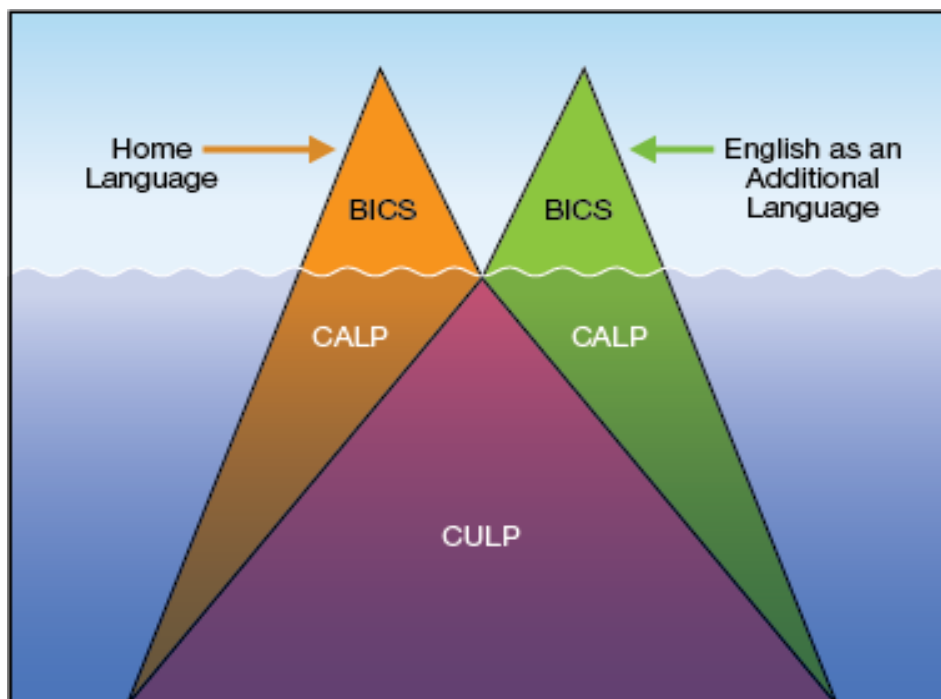 Home
Language
English as an
Additional
Language
BICS
BICS
CALP
CALP
CULP